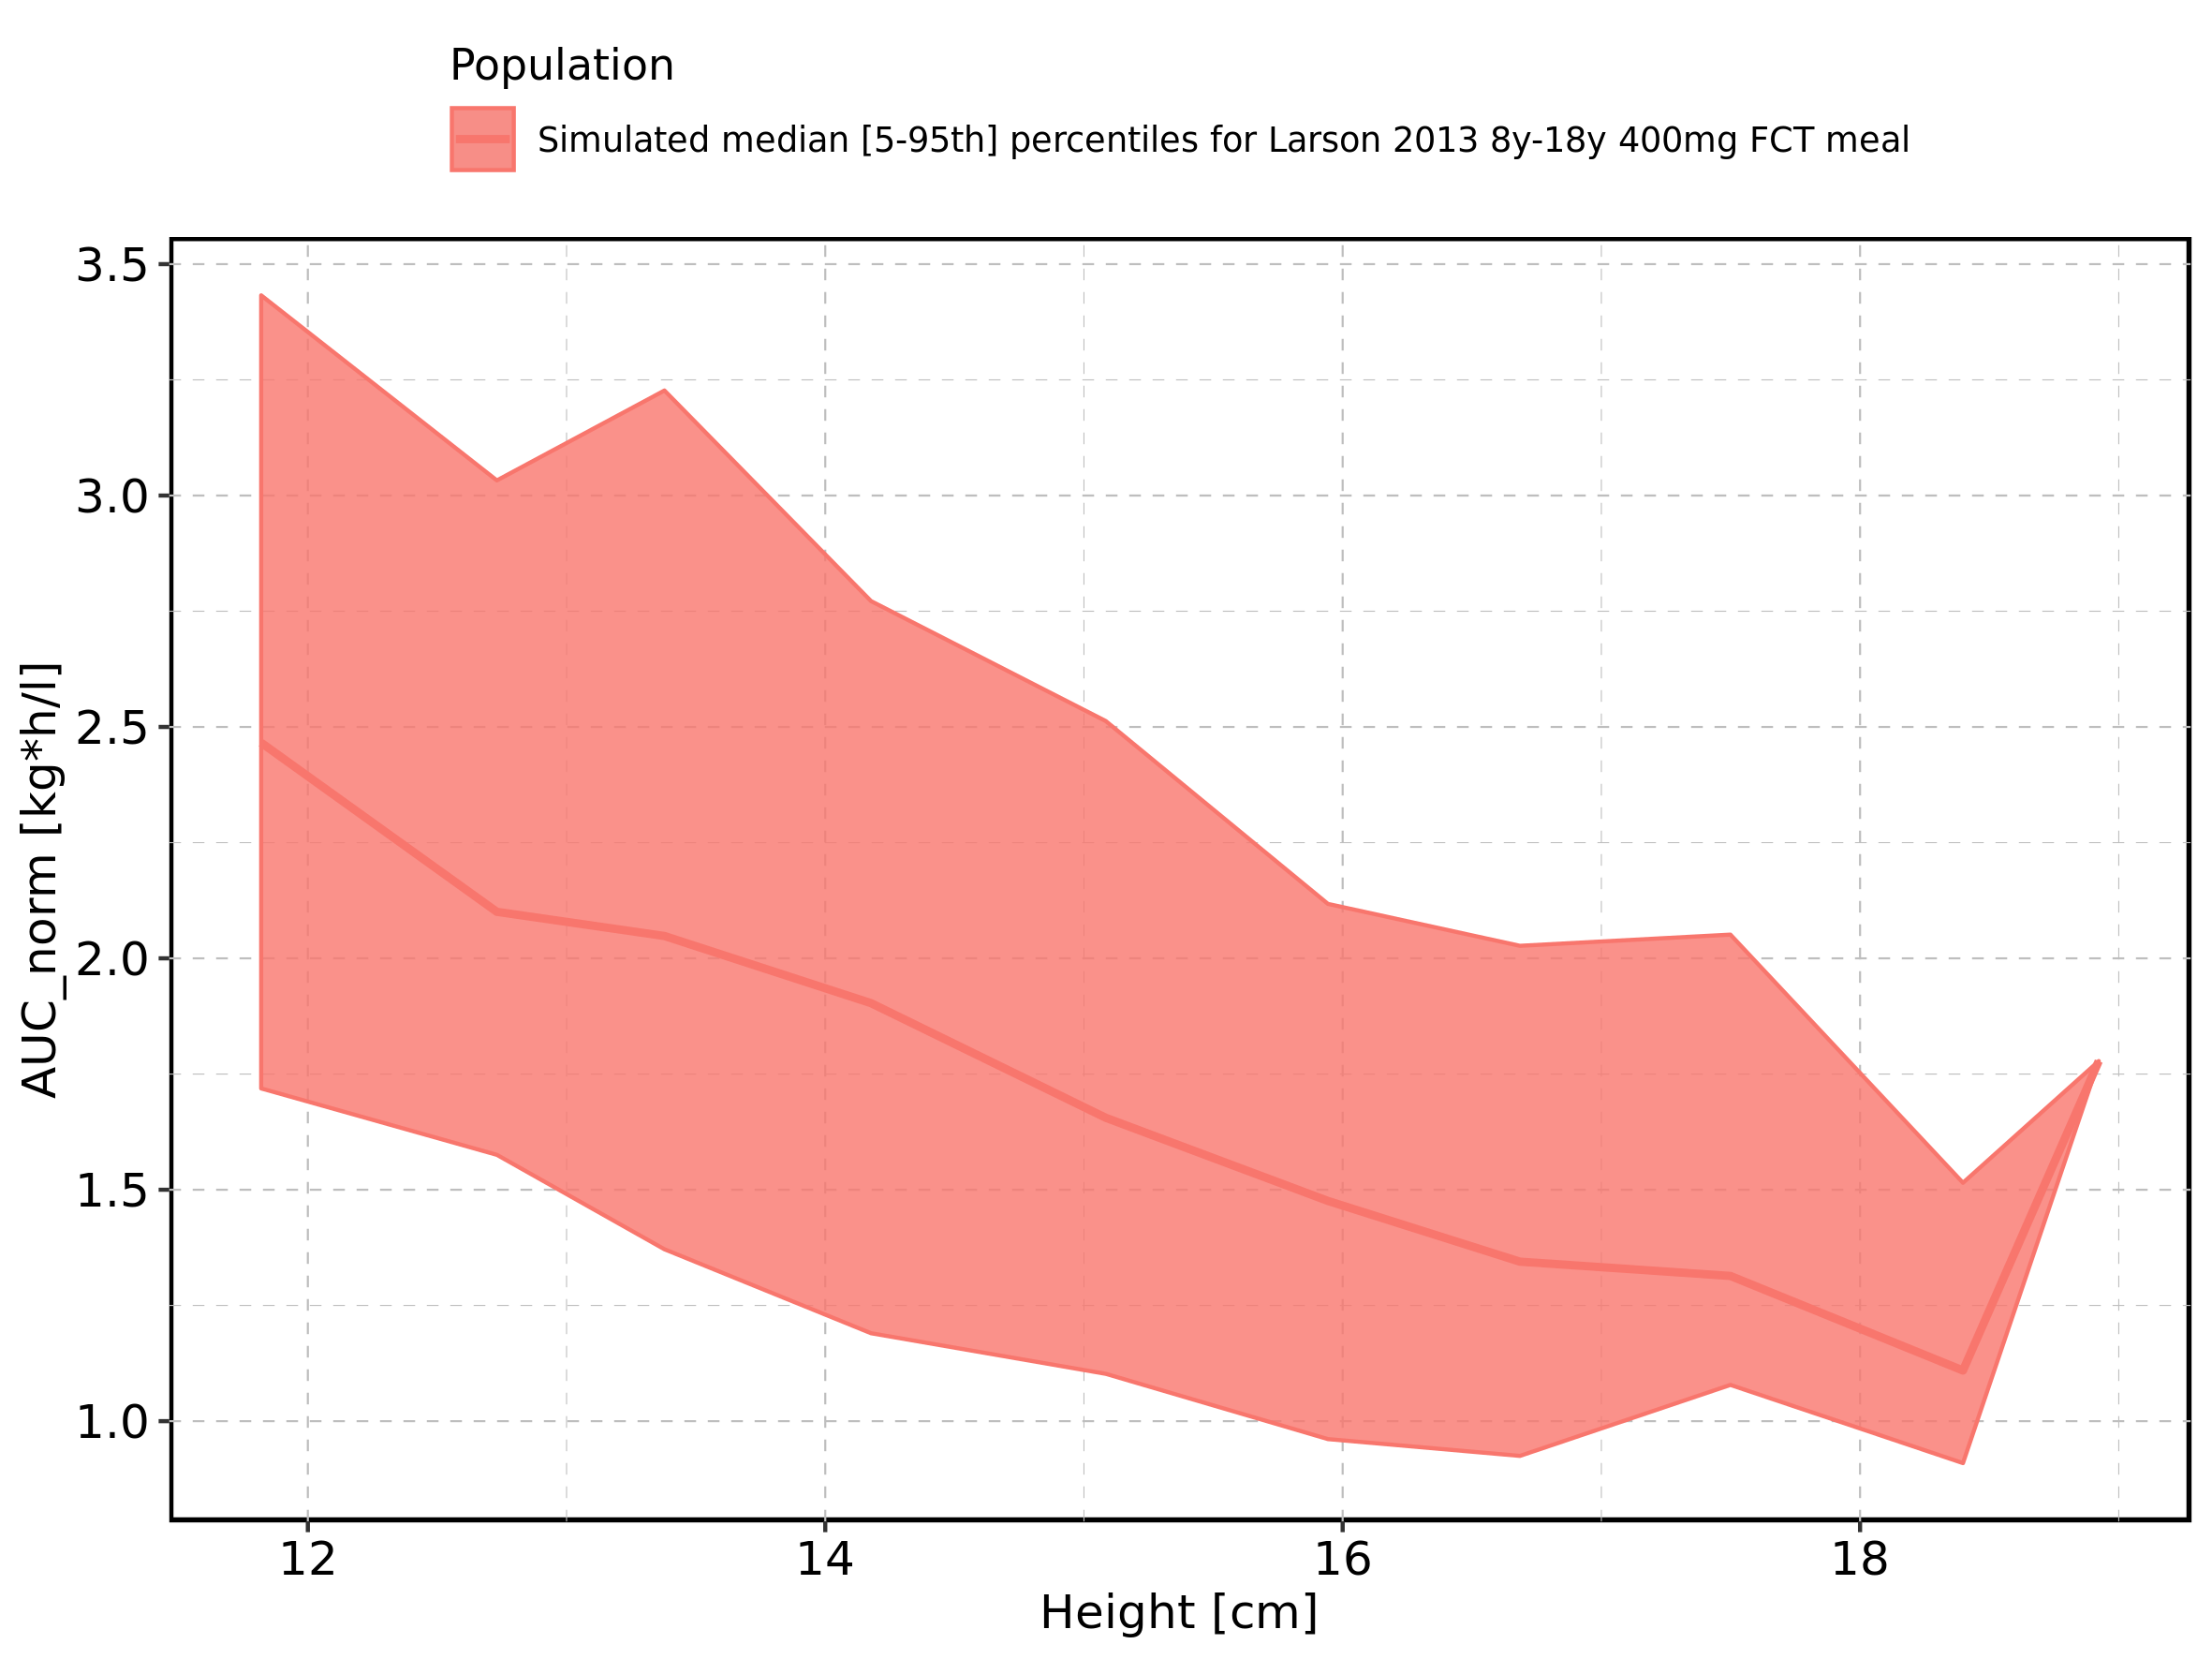 Population
Simulated median [5-95th] percentiles for Larson 2013 8y-18y 400mg FCT meal
3.5
3.0
2.5
2.0
1.5
1.0
AUC_norm [kg*h/l]
12 14 16 18
Height [cm]